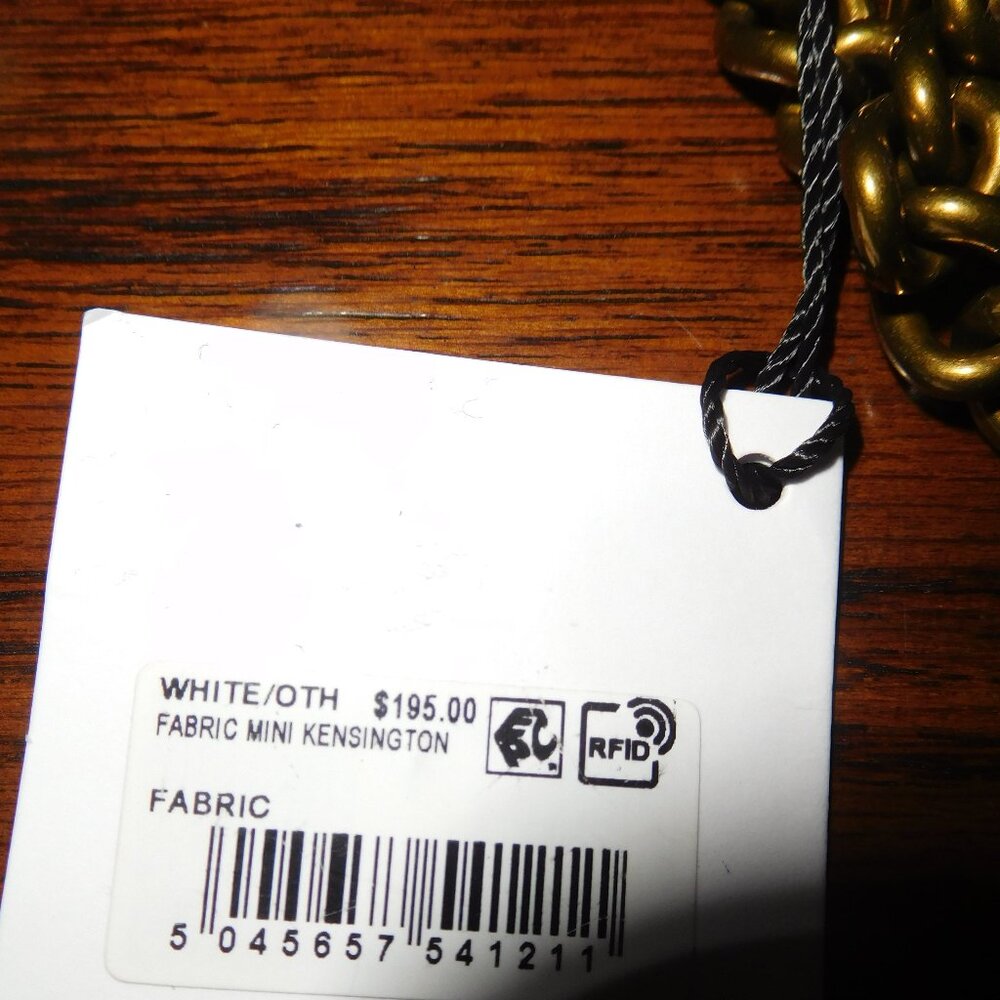 WHITE/OTH $195.00
FABRIC MINI KENSINGTON
RFID
FABRIC
5 045657 541211